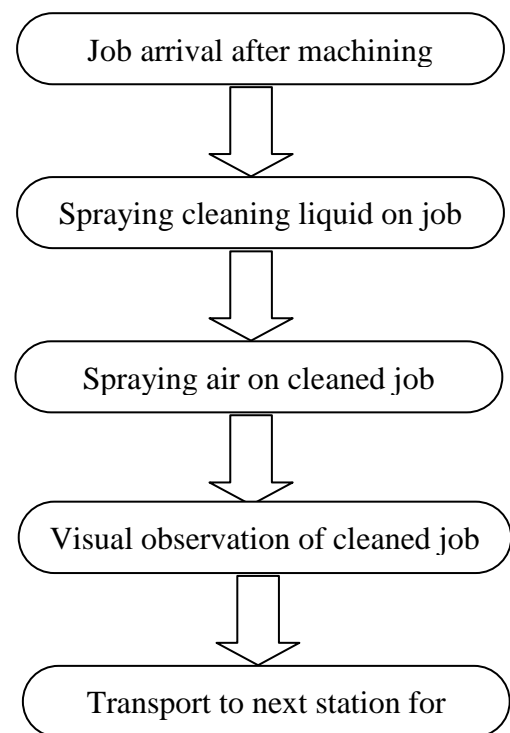 Job arrival after machining
Spraying cleaning liquid on job
Spraying air on cleaned job
Visual observation of cleaned job
Transport to next station for